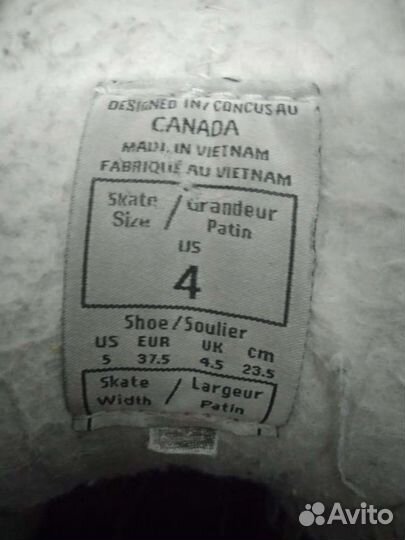 DESIGNED IN/CONCUS AU
CANADA
MADE IN VIETNAM
FABRIQUÉ AU VIETNAM
Skate / Grandeur
Size Patin
US
4
Shoe/Soulier
US EUR UK cm
5 37.5 4.5 23.5
Skate / Largeur
Width Patin
Avito